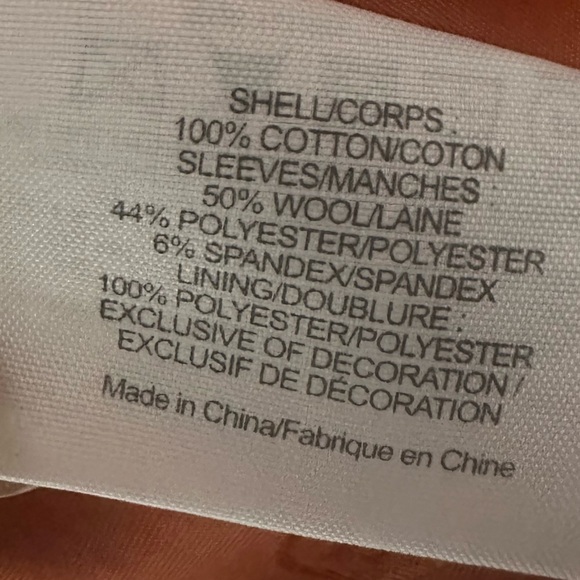 SHELL/CORPS :
100% COTTON/COTON
SLEEVES/MANCHES :
50% WOOL/LAINE
44% POLYESTER/POLYESTER
6% SPANDEX/SPANDEX
LINING/DOUBLURE :
100% POLYESTER/POLYESTER
EXCLUSIVE OF DECORATION /
EXCLUSIF DE DÉCORATION
Made in China/Fabrique en Chine